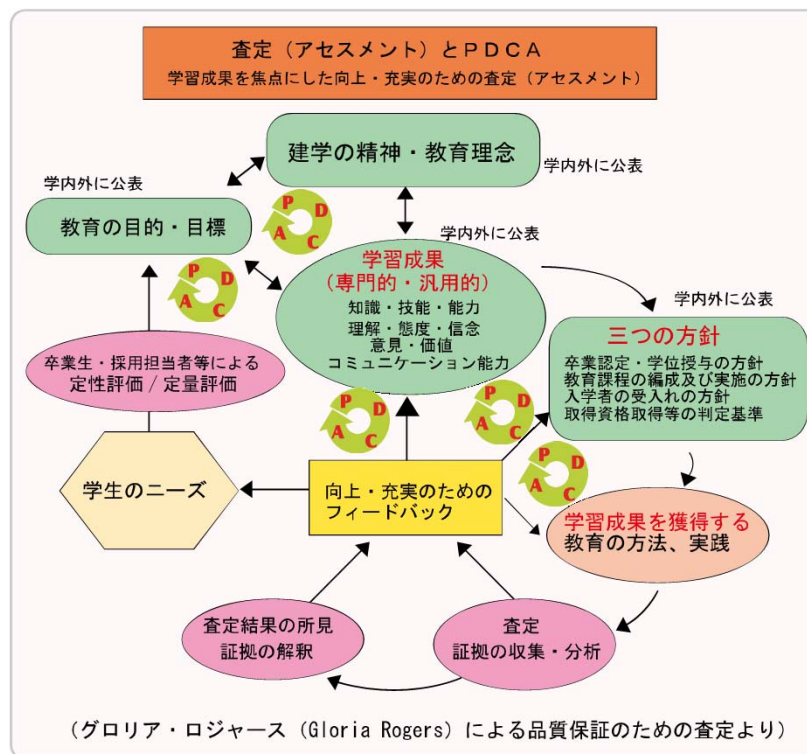 査定（アセスメント）とＰＤＣＡ
学習成果を焦点にした向上・充実のための査定（アセスメント）
建学の精神・教育理念
学内外に公表
学内外に公表
教育の目的・目標
P
D
A
C
学内外に公表
学習成果
（専門的・汎用的）
知識・技能・能力
理解・態度・信念
意見・価値
コミュニケーション能力
P
D
A
C
学内外に公表
三つの方針
卒業認定・学位授与の方針
教育課程の編成及び実施の方針
入学者の受入れの方針
取得資格取得等の判定基準
卒業生・採用担当者等による
定性評価 / 定量評価
P
D
A
C
P
D
A
C
P
D
A
C
学生のニーズ
向上・充実のための
フィードバック
学習成果を獲得する
教育の方法、実践
査定結果の所見
証拠の解釈
査定
証拠の収集・分析
（グロリア・ロジャース（Gloria Rogers）による品質保証のための査定より）